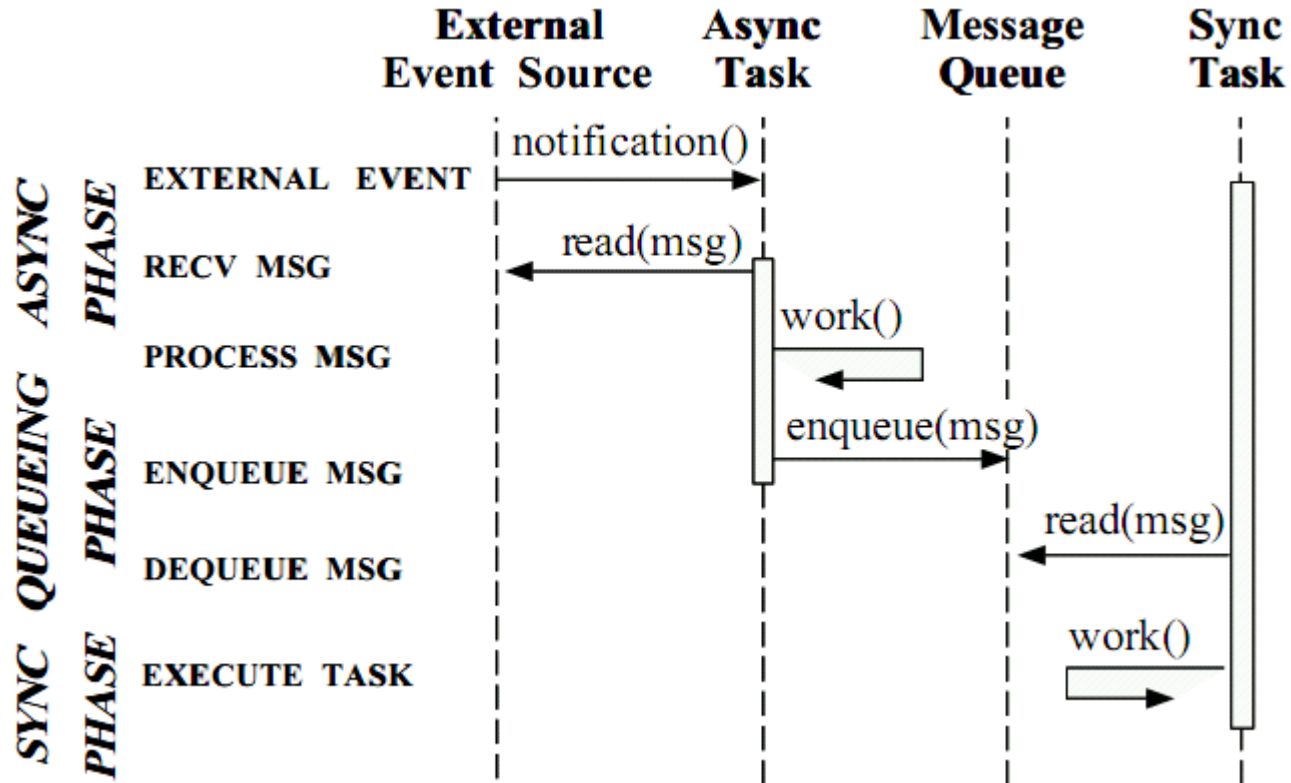 External Event Source
Async Task
Message Queue
Sync Task
ASYNC PHASE
EXTERNAL EVENT
notification()
RECV MSG
read(msg)
PROCESS MSG
work()
QUEUEING PHASE
ENQUEUE MSG
enqueue(msg)
DEQUEUE MSG
read(msg)
SYNC PHASE
EXECUTE TASK
work()